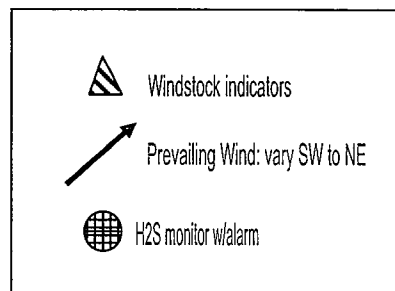 Windstock indicators
Prevailing Wind: vary SW to NE
H2S monitor w/alarm